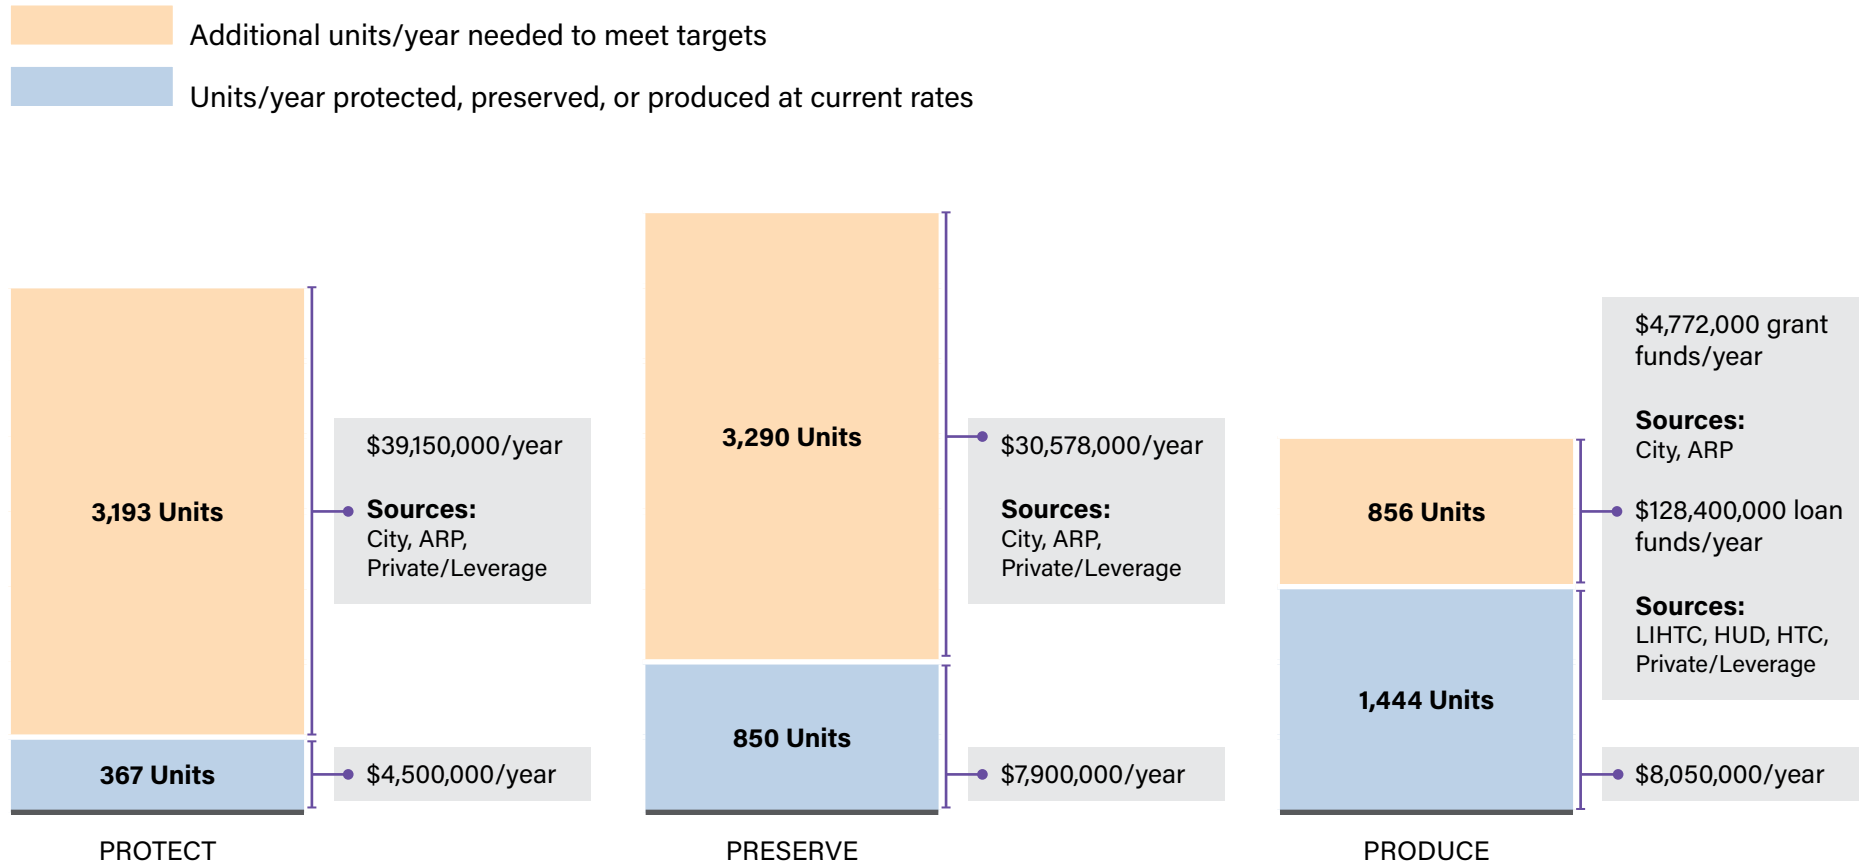 Additional units/year needed to meet targets
Units/year protected, preserved, or produced at current rates
3,193 Units
$39,150,000/year
Sources:
City, ARP,
Private/Leverage
367 Units
$4,500,000/year
PROTECT
3,290 Units
$30,578,000/year
Sources:
City, ARP,
Private/Leverage
850 Units
$7,900,000/year
PRESERVE
856 Units
$4,772,000 grant
funds/year
Sources:
City, ARP
$128,400,000 loan
funds/year
Sources:
LIHTC, HUD, HTC,
Private/Leverage
1,444 Units
$8,050,000/year
PRODUCE